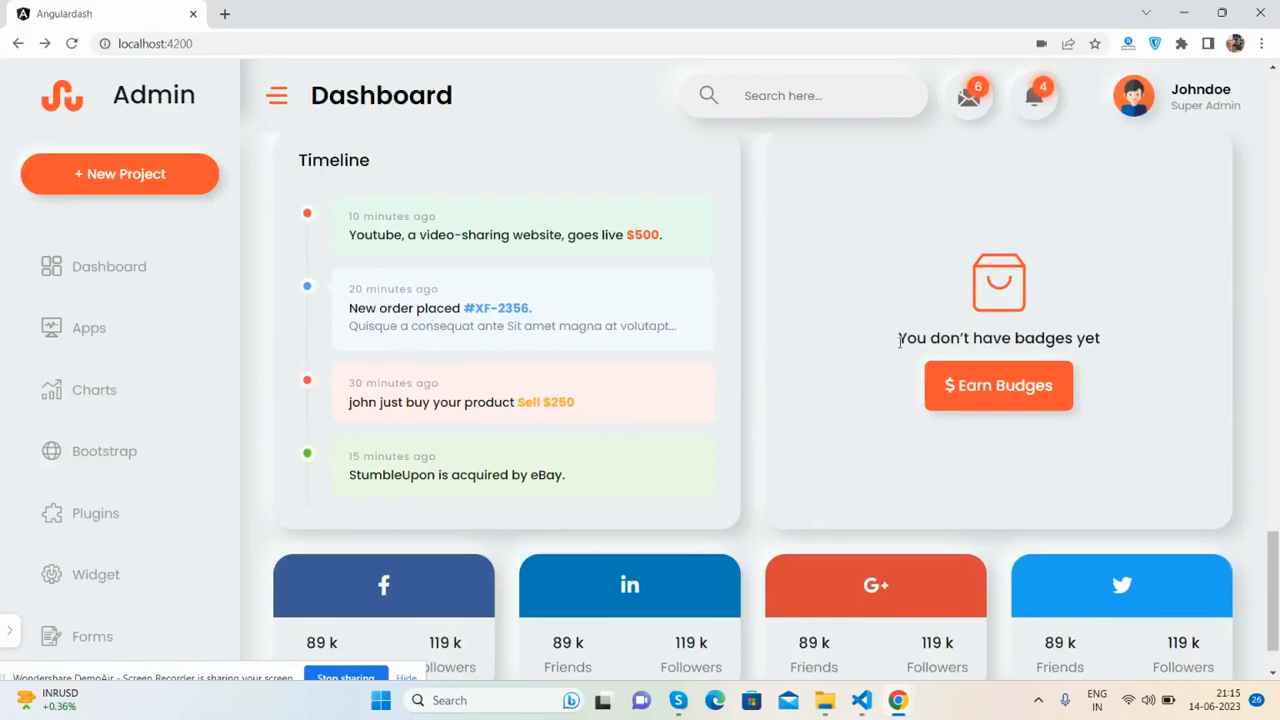 Angulardash
localhost:4200
Admin
Dashboard
Search here...
6
4
Johndoe
Super Admin
+ New Project
Dashboard
Apps
Charts
Bootstrap
Plugins
Widget
Forms
Timeline
10 minutes ago
Youtube, a video-sharing website, goes live $500.
20 minutes ago
New order placed #XF-2356.
Quisque a consequat ante Sit amet magna at volutapt...
30 minutes ago
john just buy your product Sell $250
15 minutes ago
StumbleUpon is acquired by eBay.
You don't have badges yet
$ Earn Budges
f
in
G+
89 k 119 k 89 k 119 k 89 k 119 k 89 k 119 k
ollowers Friends Followers Friends Followers Friends Followers
Wondershare DemoAir - Screen Recorder is sharing your screen.
Stop sharing
Hide
INRUSD
+0.36%
Search
ENG
IN
21:15
14-06-2023
26